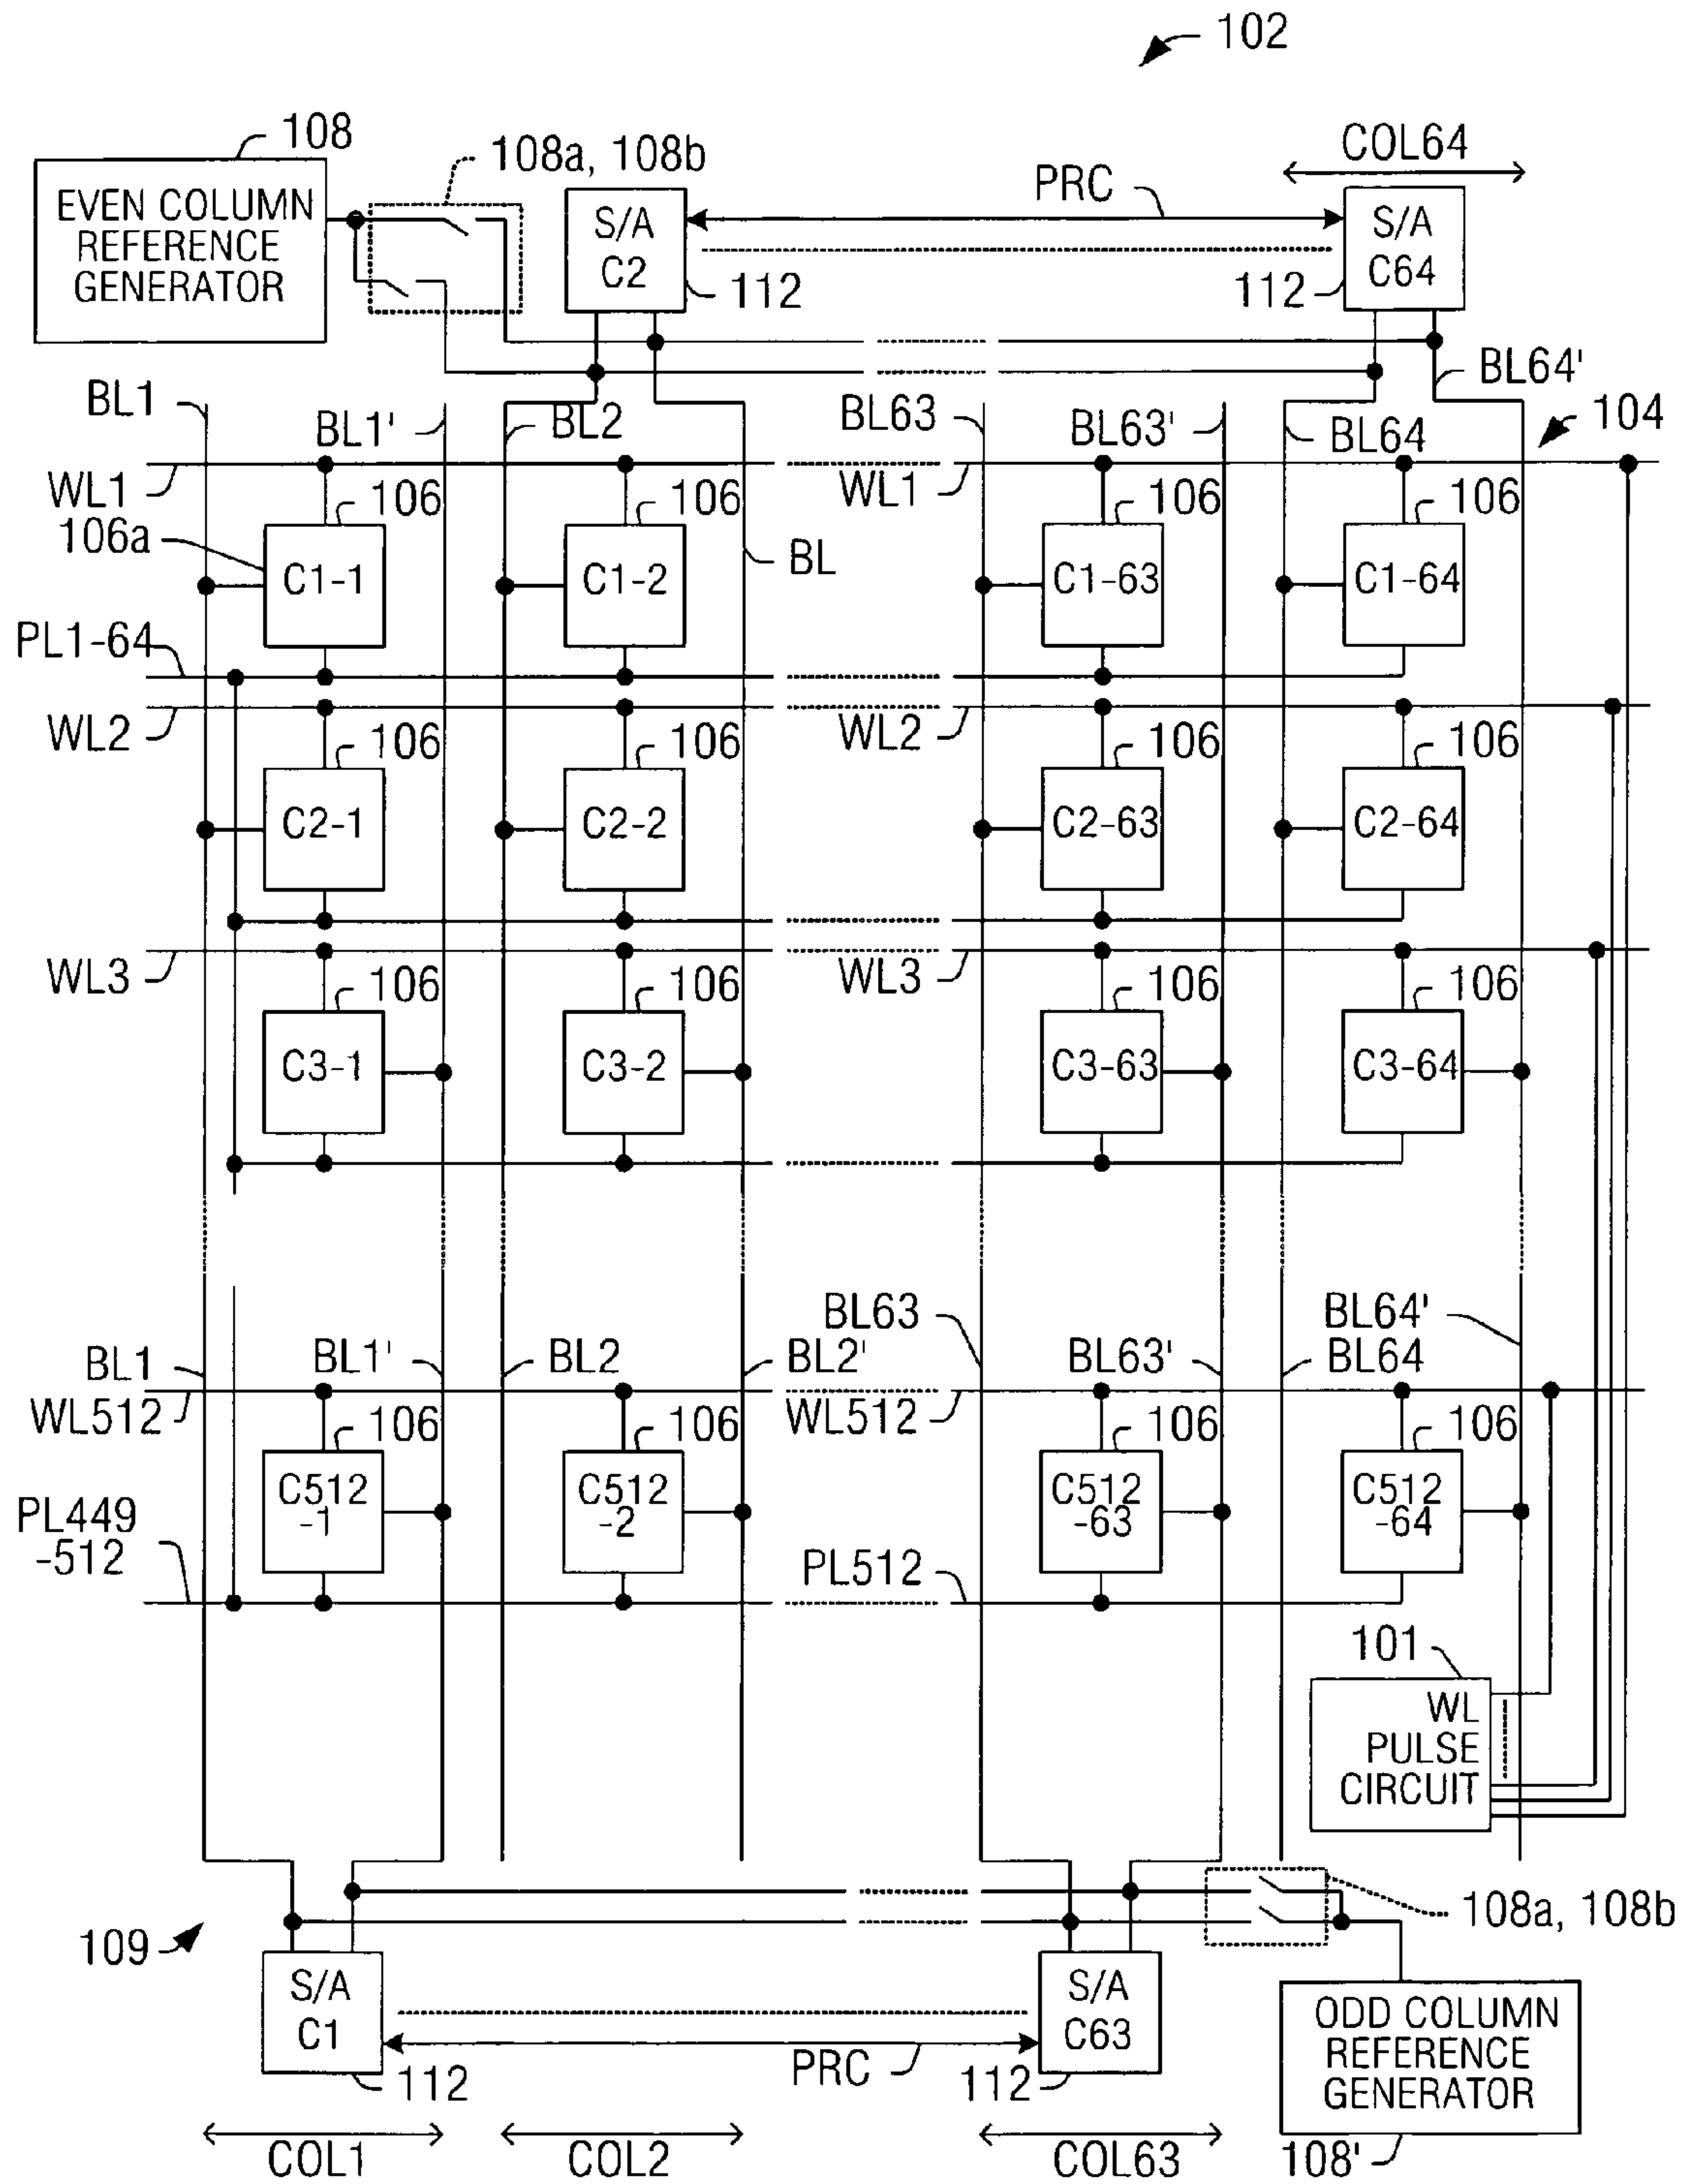 102
108
108a, 108b
COL64
PRC
EVEN COLUMN
REFERENCE
GENERATOR
S/A
C2
S/A
C64
112
112
BL1
BL1'
BL2
BL63
BL63'
BL64
BL64'
104
WL1
WL1
106
106
106
106
106a
C1-1
C1-2
BL
C1-63
C1-64
PL1-64
WL2
WL2
106
106
106
106
C2-1
C2-2
C2-63
C2-64
WL3
WL3
106
106
106
106
C3-1
C3-2
C3-63
C3-64
BL63
BL64'
BL1
BL1'
BL2
BL2'
BL63'
BL64
WL512
WL512
106
106
106
106
C512
-1
C512
-2
C512
-63
C512
-64
PL449
-512
PL512
101
WL
PULSE
CIRCUIT
108a, 108b
109
S/A
C1
S/A
C63
ODD COLUMN
REFERENCE
GENERATOR
PRC
112
112
COL1
COL2
COL63
108'